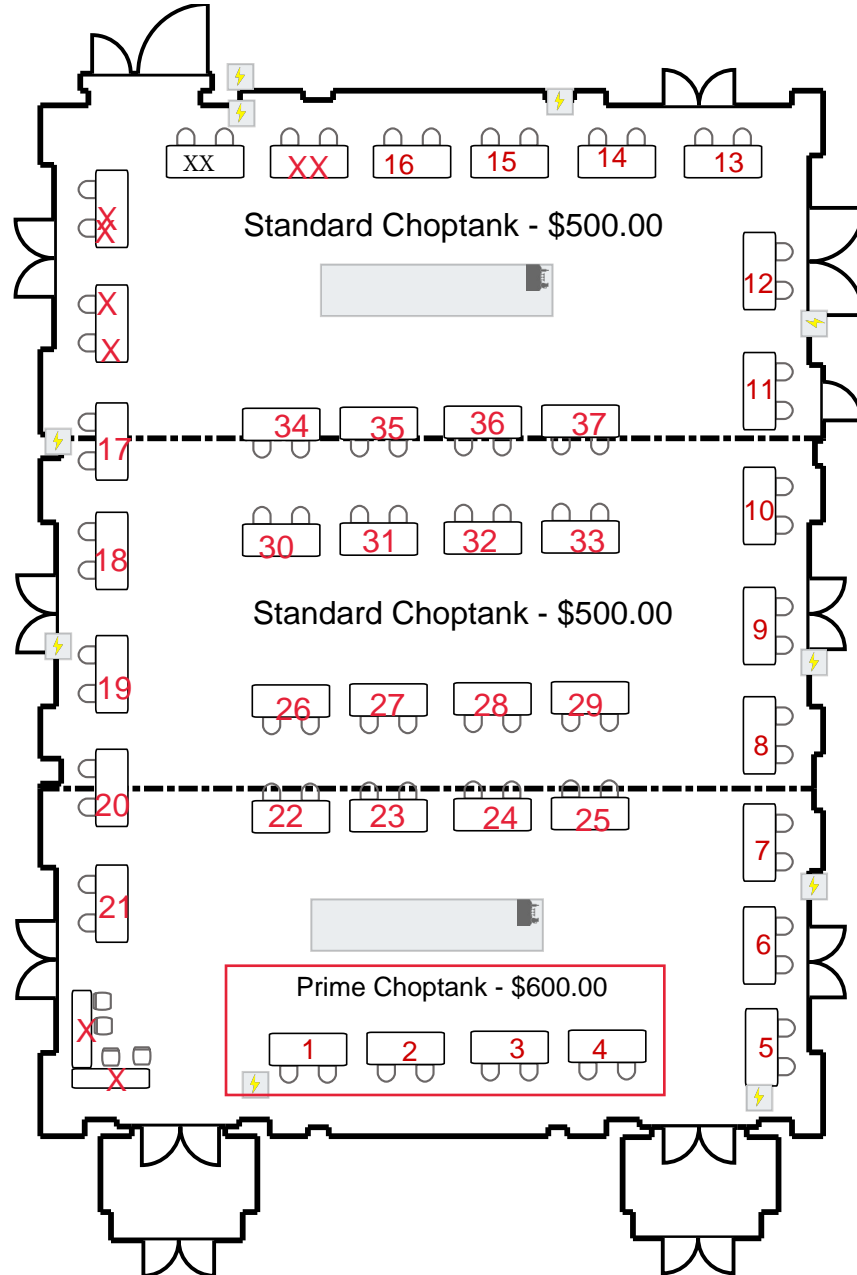 XX XX 16 15 14 13
X
X
Standard Choptank - $500.00
12
X
X
11
34 35 36 37
17
10
30 31 32 33
18
Standard Choptank - $500.00
9
19
26 27 28 29
8
20
22 23 24 25
7
21
6
Prime Choptank - $600.00
X
1 2 3 4
5
X